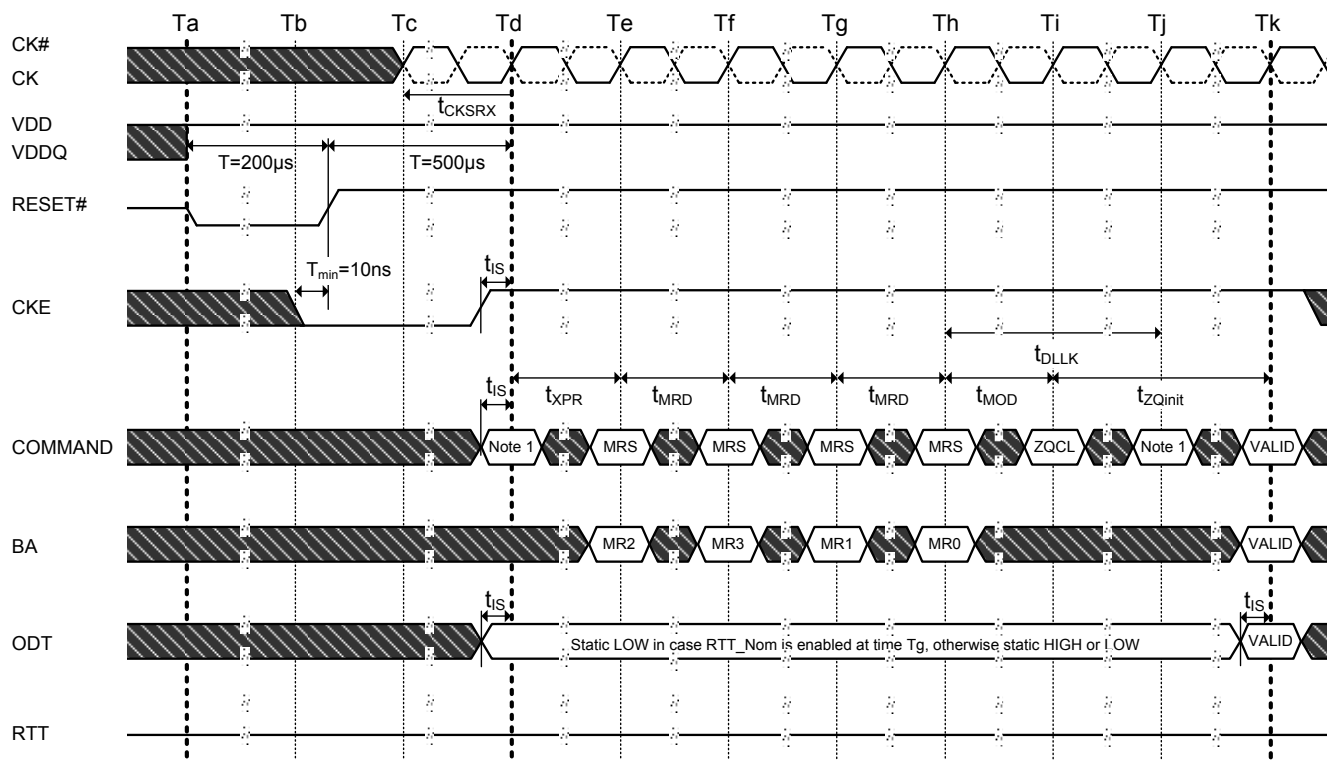 Ta Tb Tc Td Te Tf Tg Th Ti Tj Tk
CK#
CK
tCKSRX
VDD
VDDQ
T=200µs T=500µs
RESET#
Tmin=10ns tIS
CKE
tDLLK
tIS tXPR tMRD tMRD tMRD tMOD tZQinit
COMMAND Note 1 MRS MRS MRS MRS ZQCL Note 1 VALID
BA MR2 MR3 MR1 MR0 VALID
tIS tIS
ODT Static LOW in case RTT_Nom is enabled at time Tg, otherwise static HIGH or LOW VALID
RTT